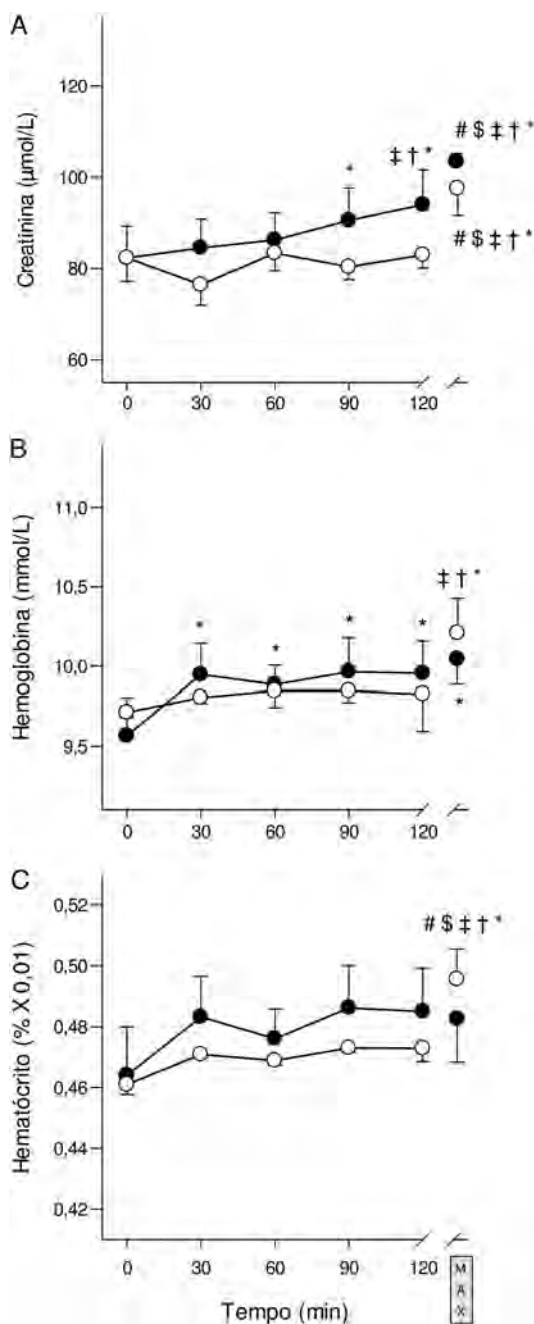 A
120
# $ ‡ † *
‡ † *
*
100
# $ ‡ † *
80
60
Creatinina (µmol/L)
0 30 60 90 120
B
11,0
10,5
‡ † *
* * * *
10,0
*
9,5
Hemoglobina (mmol/L)
0 30 60 90 120
C
0,52
# $ ‡ † *
0,50
0,48
0,46
0,44
0,42
Hematócrito (% X 0,01)
0 30 60 90 120
Tempo (min)
M
A
X